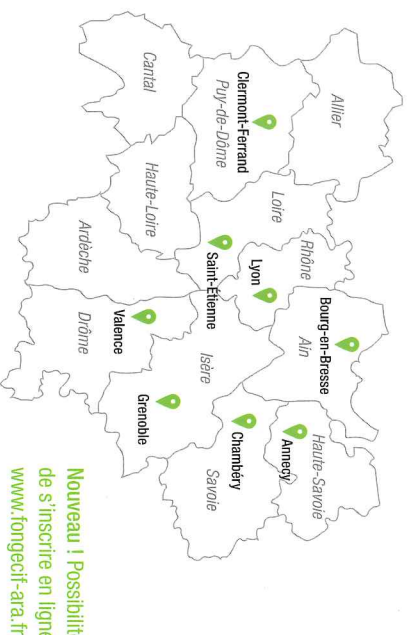 Allier
Clermont-Ferrand
Puy-de-Dôme
Cantal
Loire
Haute-Loire
Rhône
Lyon
Saint-Étienne
Ardèche
Bourg-en-Bresse
Ain
Isère
Valence
Drôme
Haute-Savoie
Annecy
Chambéry
Savoie
Grenoble
Nouveau ! Possibilit
de s'inscrire en ligne
www.fongecif-ara.fr